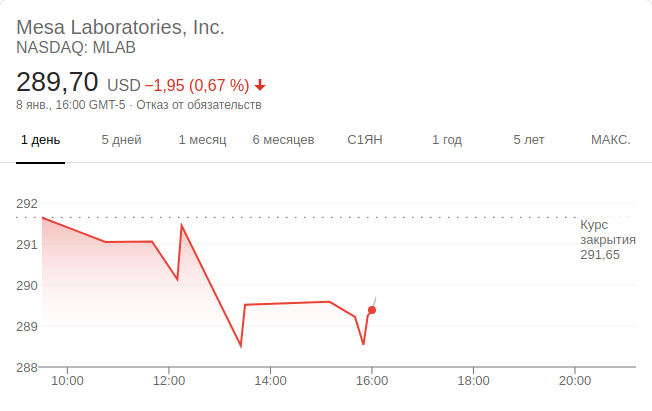 Mesa Laboratories, Inc.
NASDAQ: MLAB
289,70 USD −1,95 (0,67 %)
8 янв., 16:00 GMT-5 · Отказ от обязательств
1 день 5 дней 1 месяц 6 месяцев С1ЯН 1 год 5 лет МАКС.
292
Курс
закрытия
291,65
291
290
289
288
10:00 12:00 14:00 16:00 18:00 20:00